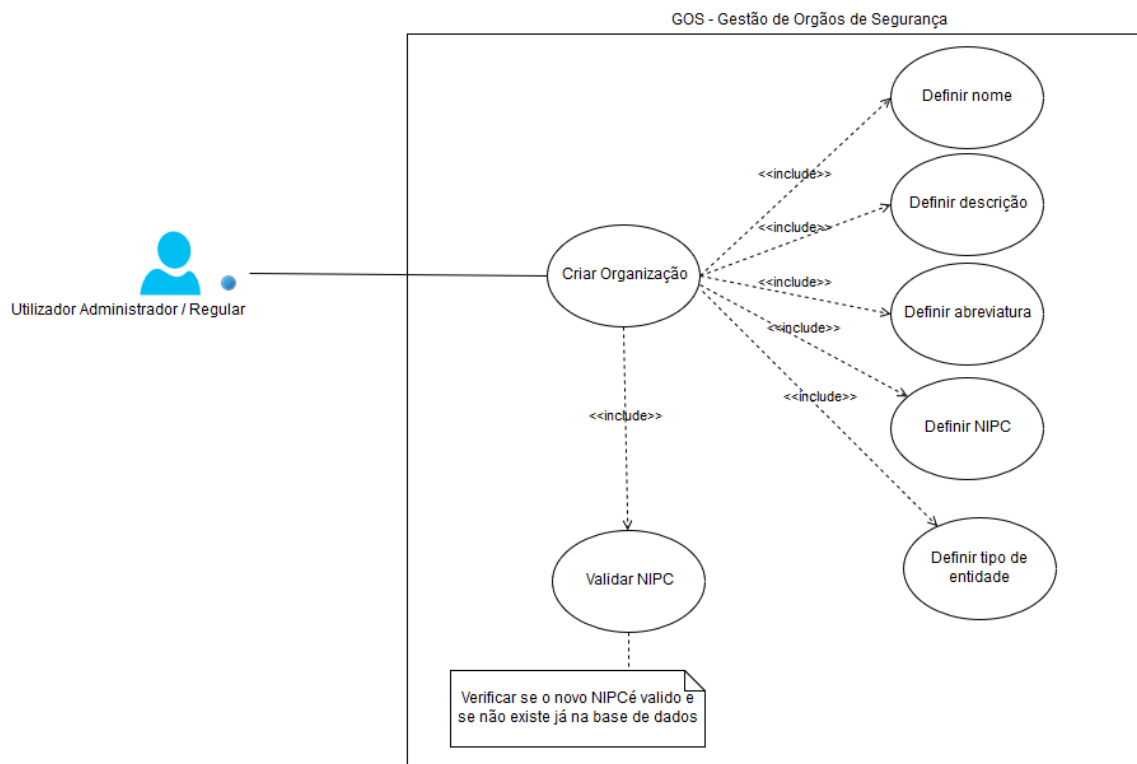 GOS - Gestão de Orgãos de Segurança
Definir nome
<<include>>
Definir descrição
<<include>>
Criar Organização
<<include>>
Definir abreviatura
Utilizador Administrador / Regular
<<include>>
<<include>>
<<include>>
Definir NIPC
Definir tipo de
entidade
Validar NIPC
Verificar se o novo NIPCé valido e
se não existe já na base de dados